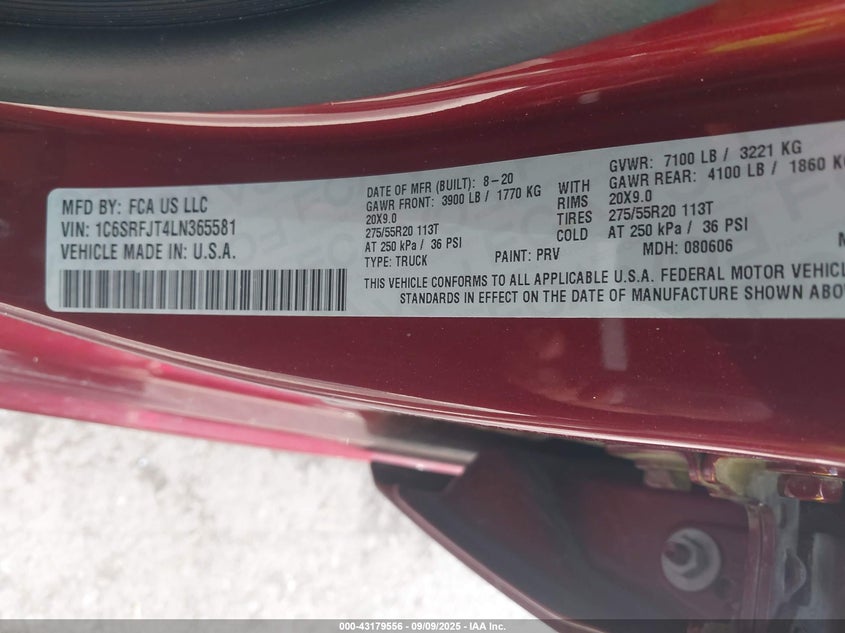 MFD BY: FCA US LLC
VIN: 1C6SRFJT4LN365581
VEHICLE MADE IN: U.S.A.
DATE OF MFR (BUILT): 8-20
GAWR FRONT: 3900 LB / 1770 KG
20X9.0
275/55R20 113T
AT 250 kPa / 36 PSI
TYPE: TRUCK
PAINT: PRV
WITH
RIMS
TIRES
COLD
GVWR: 7100 LB / 3221 KG
GAWR REAR: 4100 LB / 1860 KG
20X9.0
275/55R20 113T
AT 250 kPa / 36 PSI
MDH: 080606
THIS VEHICLE CONFORMS TO ALL APPLICABLE U.S.A. FEDERAL MOTOR VEHICL
STANDARDS IN EFFECT ON THE DATE OF MANUFACTURE SHOWN ABOV
000-43179556 - 09/09/2025 - IAA Inc.